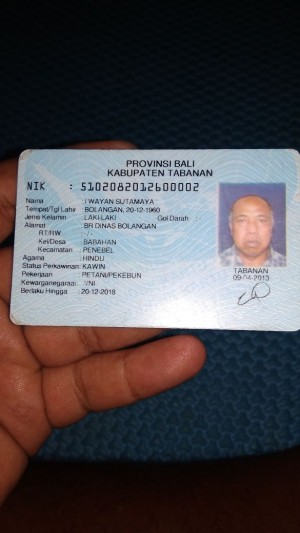 PROVINSI BALI
KABUPATEN TABANAN
NIK : 5102082012600002
Nama : I WAYAN SUTAMAYA
Tempat/Tgl Lahir : BOLANGAN, 20-12-1960
Jenis Kelamin : LAKI-LAKI Gol Darah :
Alamat : BR DINAS BOLANGAN
RT/RW : -/-
Kel/Desa : BABAHAN
Kecamatan : PENEBEL
Agama : HINDU
Status Perkawinan: KAWIN
Pekerjaan : PETANI/PEKEBUN
Kewarganegaraan: WNI
Berlaku Hingga : 20-12-2018
TABANAN
09-04-2013